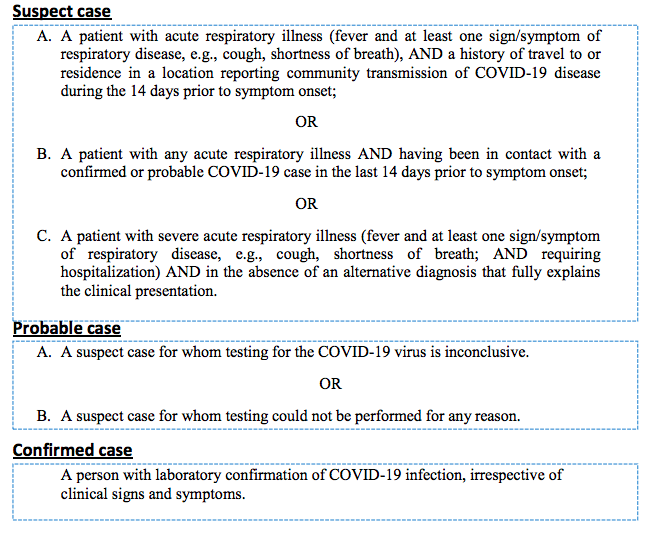 Suspect case
A. A patient with acute respiratory illness (fever and at least one sign/symptom of
respiratory disease, e.g., cough, shortness of breath), AND a history of travel to or
residence in a location reporting community transmission of COVID-19 disease
during the 14 days prior to symptom onset;
OR
B. A patient with any acute respiratory illness AND having been in contact with a
confirmed or probable COVID-19 case in the last 14 days prior to symptom onset;
OR
C. A patient with severe acute respiratory illness (fever and at least one sign/symptom
of respiratory disease, e.g., cough, shortness of breath; AND requiring
hospitalization) AND in the absence of an alternative diagnosis that fully explains
the clinical presentation.
Probable case
A. A suspect case for whom testing for the COVID-19 virus is inconclusive.
OR
B. A suspect case for whom testing could not be performed for any reason.
Confirmed case
A person with laboratory confirmation of COVID-19 infection, irrespective of
clinical signs and symptoms.